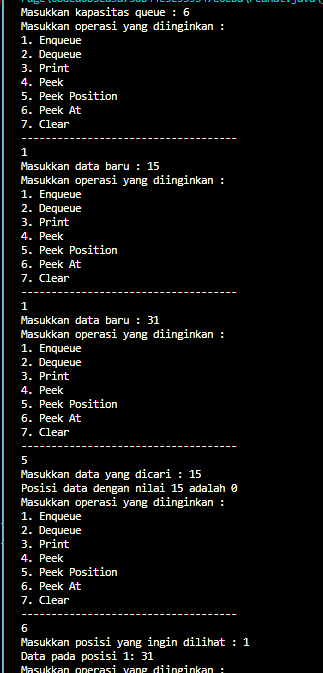 Masukkan kapasitas queue : 6
Masukkan operasi yang diinginkan :
1. Enqueue
2. Dequeue
3. Print
4. Peek
5. Peek Position
6. Peek At
7. Clear
-----------------------------------
1
Masukkan data baru : 15
Masukkan operasi yang diinginkan :
1. Enqueue
2. Dequeue
3. Print
4. Peek
5. Peek Position
6. Peek At
7. Clear
-----------------------------------
1
Masukkan data baru : 31
Masukkan operasi yang diinginkan :
1. Enqueue
2. Dequeue
3. Print
4. Peek
5. Peek Position
6. Peek At
7. Clear
-----------------------------------
5
Masukkan data yang dicari : 15
Posisi data dengan nilai 15 adalah 0
Masukkan operasi yang diinginkan :
1. Enqueue
2. Dequeue
3. Print
4. Peek
5. Peek Position
6. Peek At
7. Clear
-----------------------------------
6
Masukkan posisi yang ingin dilihat : 1
Data pada posisi 1: 31
Masukkan operasi yang diinginkan :